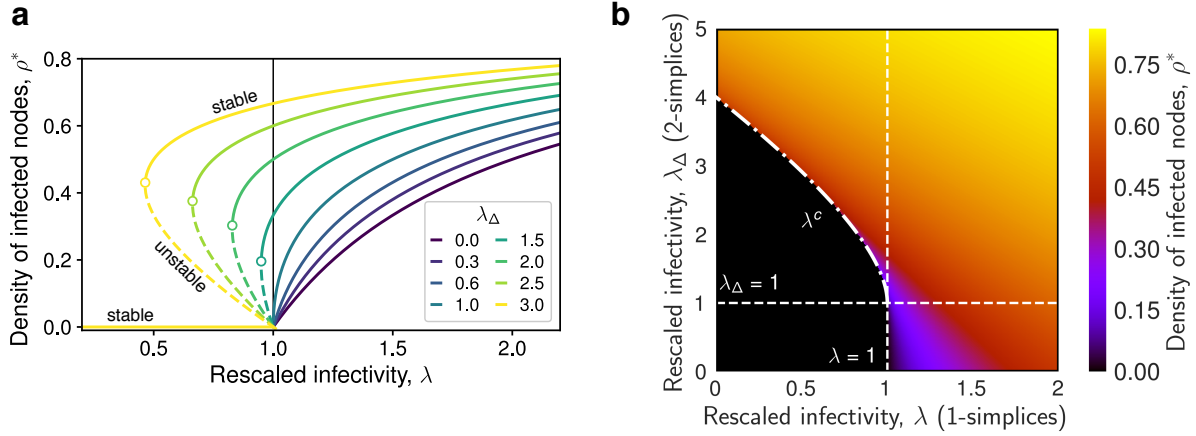 a
Density of infected nodes, ρ*
0.8
0.6
0.4
0.2
0.0
stable
unstable
stable
λΔ
0.0 1.5
0.3 2.0
0.6 2.5
1.0 3.0
0.5 1.0 1.5 2.0
Rescaled infectivity, λ
b
Rescaled infectivity, λΔ (2-simplices)
5
4
3
2
1
0
λᶜ
λΔ = 1
λ = 1
0 0.5 1 1.5 2
Rescaled infectivity, λ (1-simplices)
0.75
0.60
0.45
0.30
0.15
0.00
Density of infected nodes, ρ*